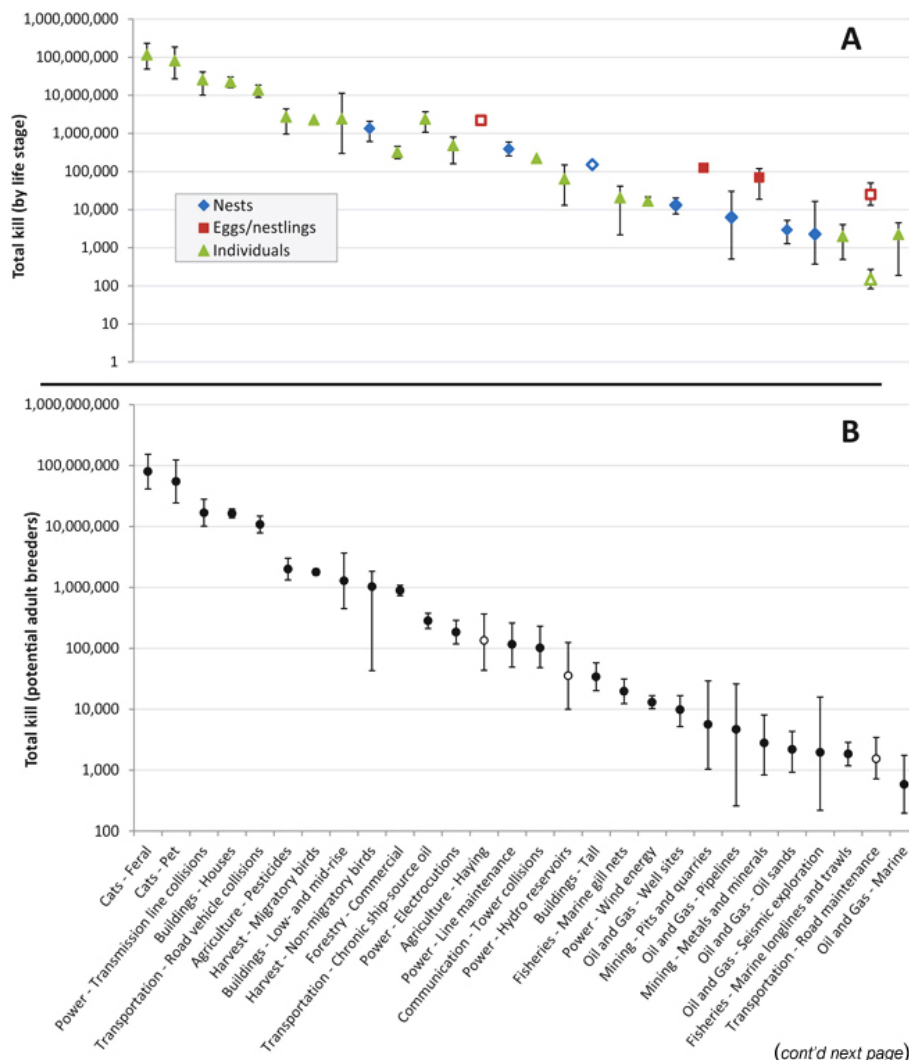 A
1,000,000,000
100,000,000
10,000,000
1,000,000
100,000
10,000
1,000
100
10
1
Total kill (by life stage)
Nests
Eggs/nestlings
Individuals
B
1,000,000,000
100,000,000
10,000,000
1,000,000
100,000
10,000
1,000
100
Total kill (potential adult breeders)
Cats - Feral
Cats - Pet
Power - Transmission line collisions
Buildings - Houses
Transportation - Road vehicle collisions
Agriculture - Pesticides
Harvest - Migratory birds
Buildings - Low- and mid-rise
Harvest - Non-migratory birds
Forestry - Commercial
Transportation - Chronic ship-source oil
Power - Electrocutions
Agriculture - Haying
Power - Line maintenance
Communication - Tower collisions
Power - Hydro reservoirs
Buildings - Tall
Fisheries - Marine gill nets
Power - Wind energy
Oil and Gas - Well sites
Mining - Pits and quarries
Oil and Gas - Pipelines
Mining - Metals and minerals
Oil and Gas - Oil sands
Oil and Gas - Seismic exploration
Fisheries - Marine longlines and trawls
Transportation - Road maintenance
Oil and Gas - Marine
(cont'd next page)